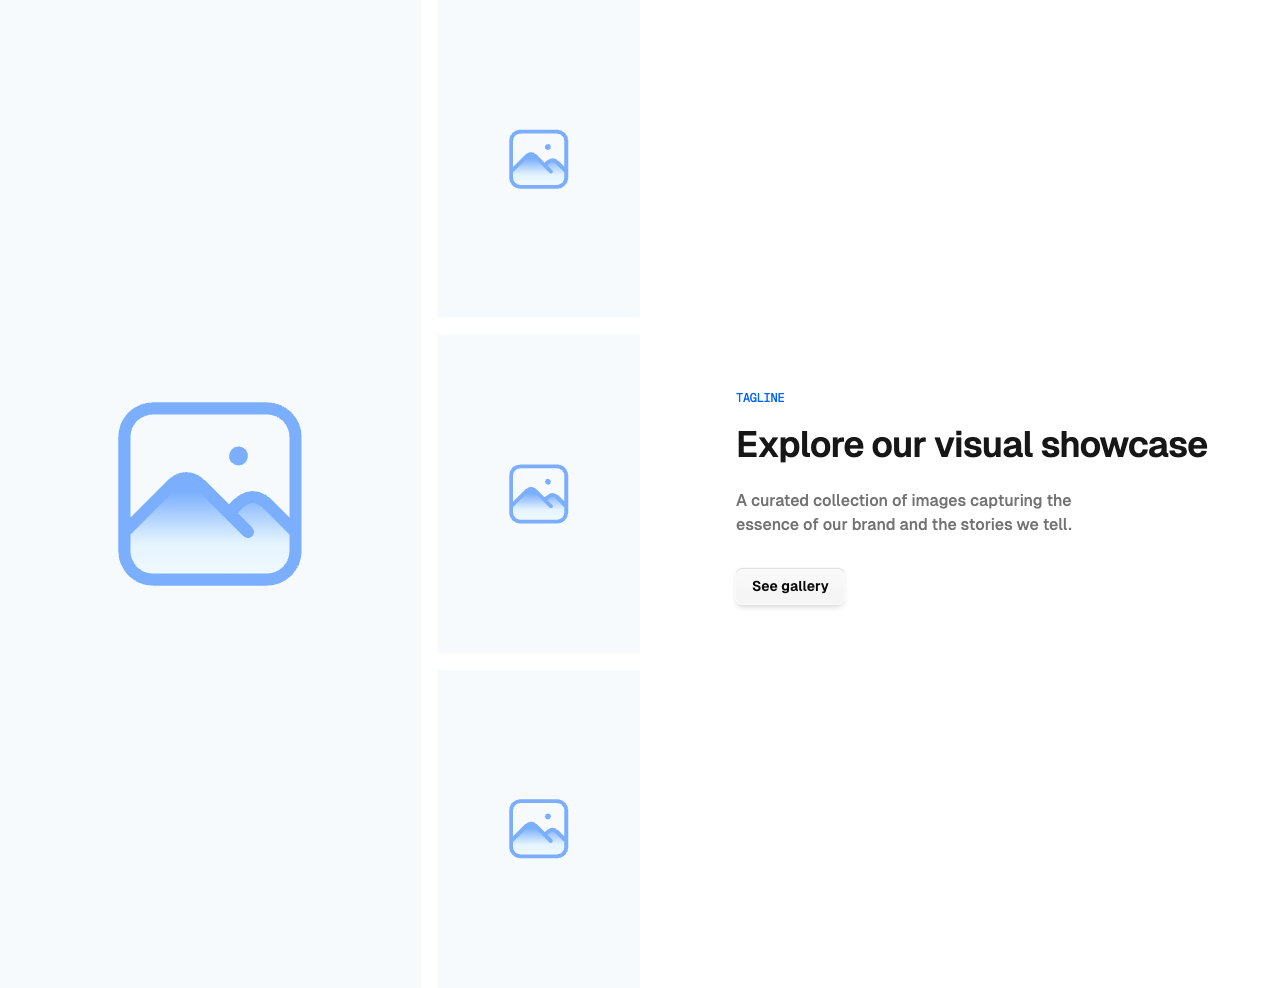 TAGLINE
Explore our visual showcase
A curated collection of images capturing the
essence of our brand and the stories we tell.
See gallery